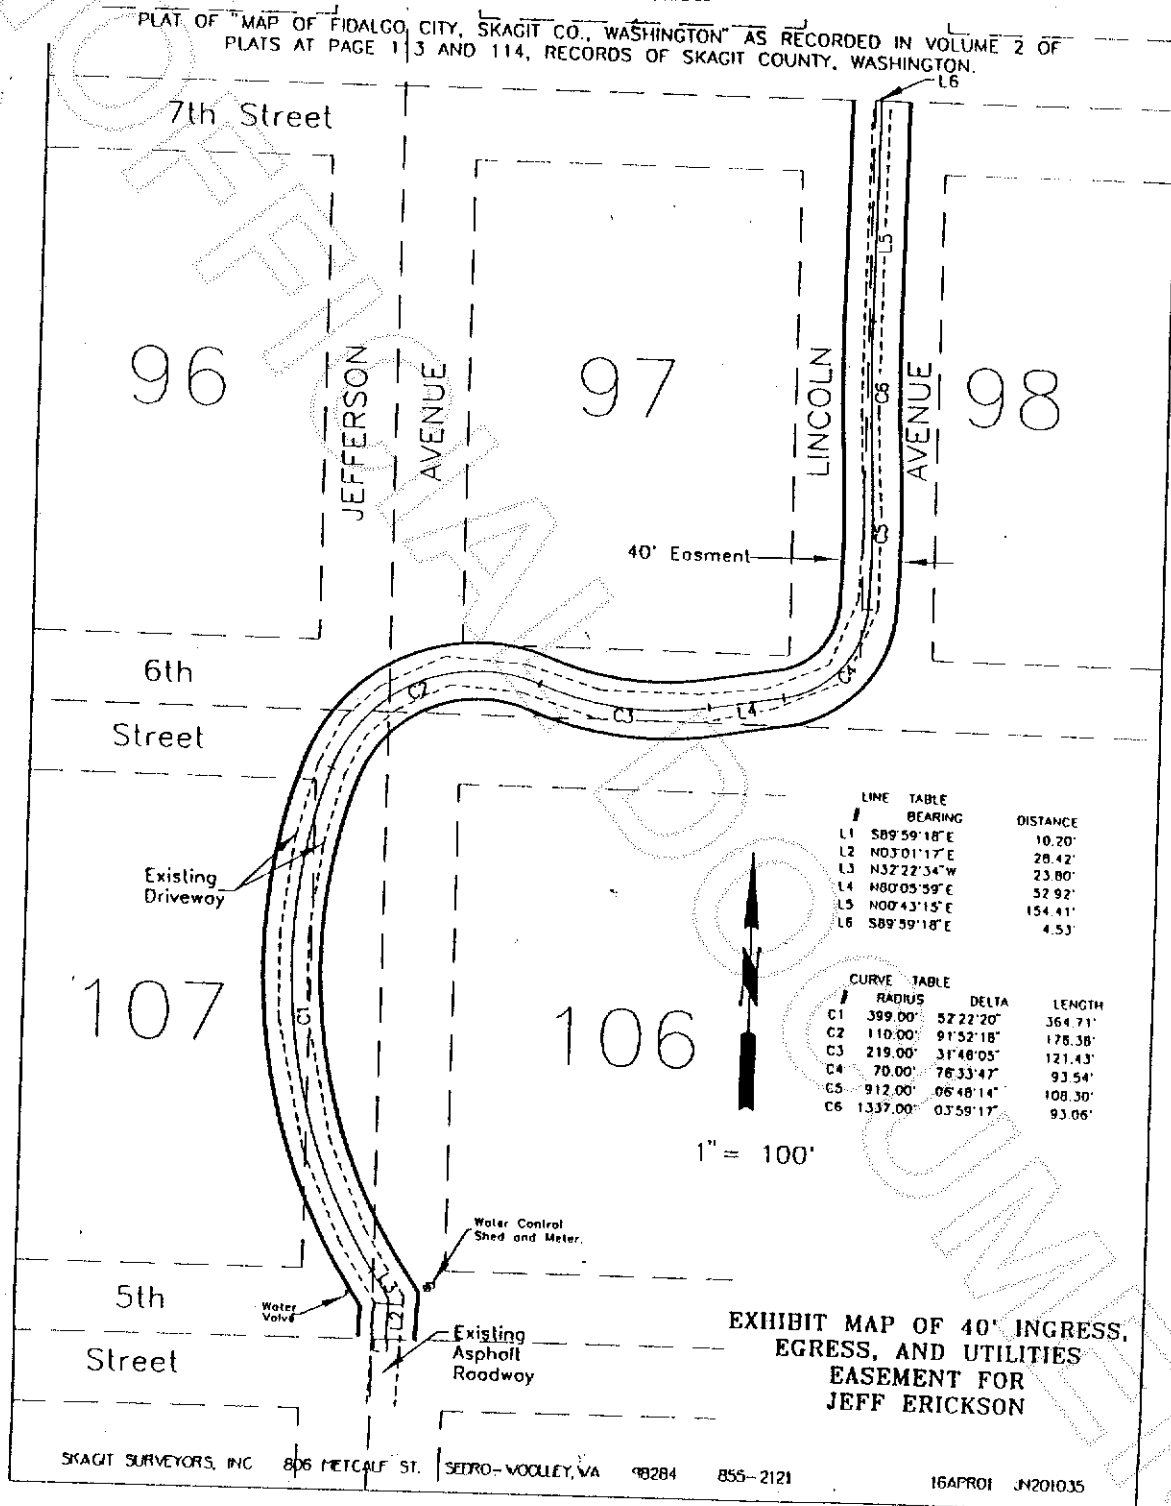 PLAT OF "MAP OF FIDALGO CITY, SKAGIT CO., WASHINGTON" AS RECORDED IN VOLUME 2 OF
PLATS AT PAGE 113 AND 114, RECORDS OF SKAGIT COUNTY, WASHINGTON.
L6
7th Street
L5
96
JEFFERSON
AVENUE
97
LINCOLN
C6
AVENUE
98
C5
40' Easment
6th
Street
C2
C3
L4
C4
LINE TABLE
# BEARING DISTANCE
L1 S89°59'18"E 10.20'
L2 N03°01'17"E 28.42'
L3 N32°22'34"W 23.80'
L4 N80°05'59"E 52.92'
L5 N00°43'15"E 154.41'
L6 S89°59'18"E 4.53'
Existing
Driveway
CURVE TABLE
# RADIUS DELTA LENGTH
C1 399.00' 52°22'20" 364.71'
C2 110.00' 91°52'18" 176.38'
C3 219.00' 31°46'05" 121.43'
C4 70.00' 76°33'47" 93.54'
C5 912.00' 06°48'14" 108.30'
C6 1337.00' 03°59'17" 93.06'
107
C1
106
N
1" = 100'
Water Control
Shed and Meter.
5th
Street
Water
Valve
L3
L2
Existing
Asphalt
Roadway
EXHIBIT MAP OF 40' INGRESS,
EGRESS, AND UTILITIES
EASEMENT FOR
JEFF ERICKSON
SKAGIT SURVEYORS, INC 806 METCALF ST. SEDRO-WOOLLEY, WA 98284 855-2121 16APR01 JN201035
UNOFFICIAL DOCUMENT